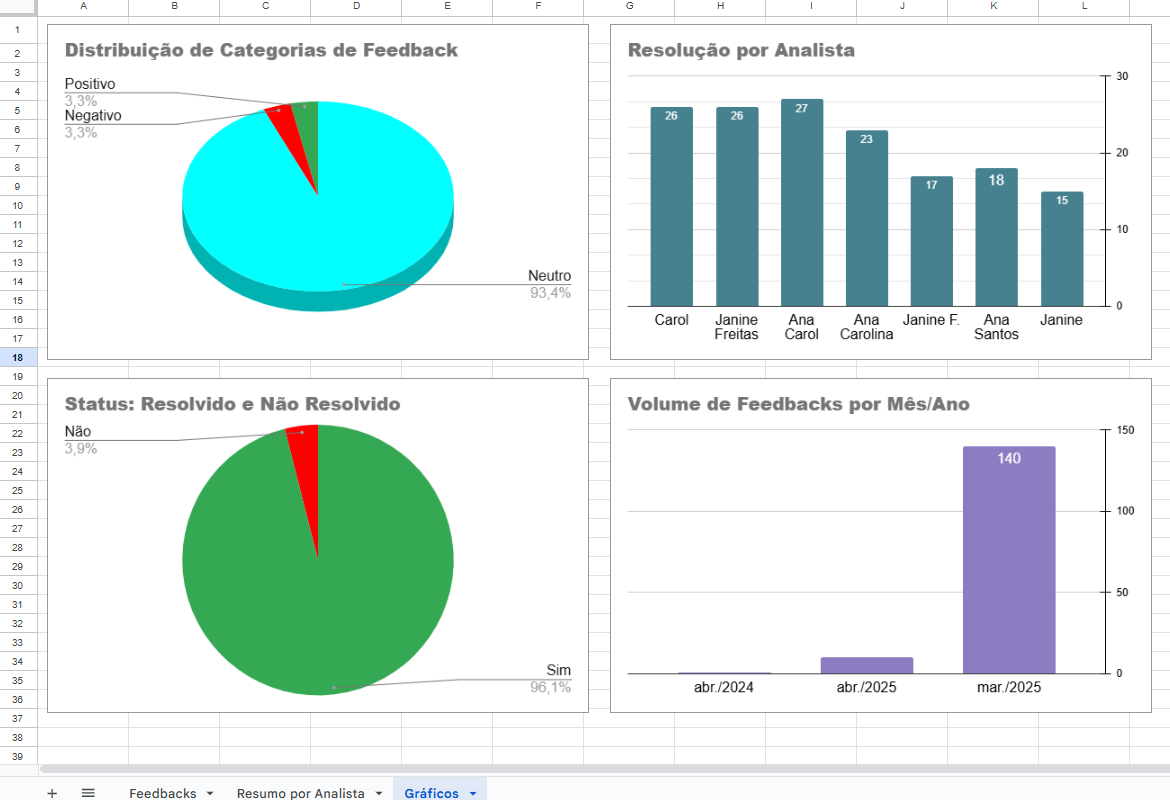 A B C D E F G H I J K L
1
2
3
4
5
6
7
8
9
10
11
12
13
14
15
16
17
18
19
20
21
22
23
24
25
26
27
28
29
30
31
32
33
34
35
36
37
38
39
Distribuição de Categorias de Feedback
Positivo
3,3%
Negativo
3,3%
Neutro
93,4%
Resolução por Analista
30
20
10
0
26
26
27
23
17
18
15
Carol
Janine
Freitas
Ana
Carol
Ana
Carolina
Janine F.
Ana
Santos
Janine
Status: Resolvido e Não Resolvido
Não
3,9%
Sim
96,1%
Volume de Feedbacks por Mês/Ano
150
100
50
0
140
abr./2024
abr./2025
mar./2025
Feedbacks
Resumo por Analista
Gráficos